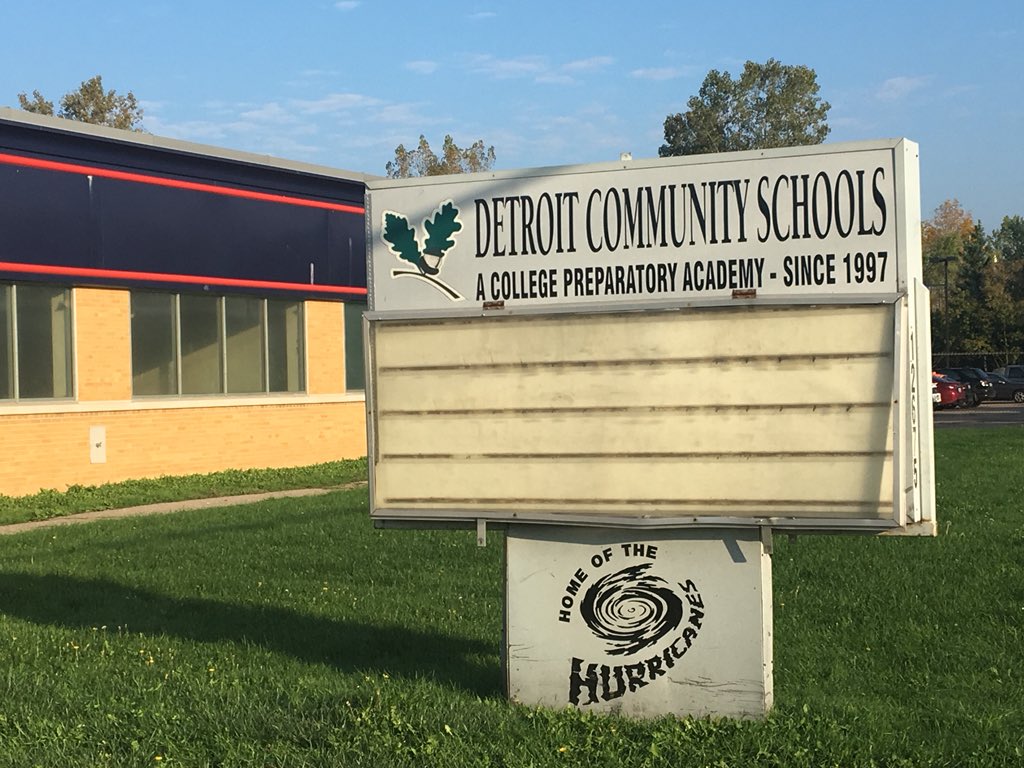 DETROIT COMMUNITY SCHOOLS
A COLLEGE PREPARATORY ACADEMY - SINCE 1997
HOME OF THE
HURRICANES